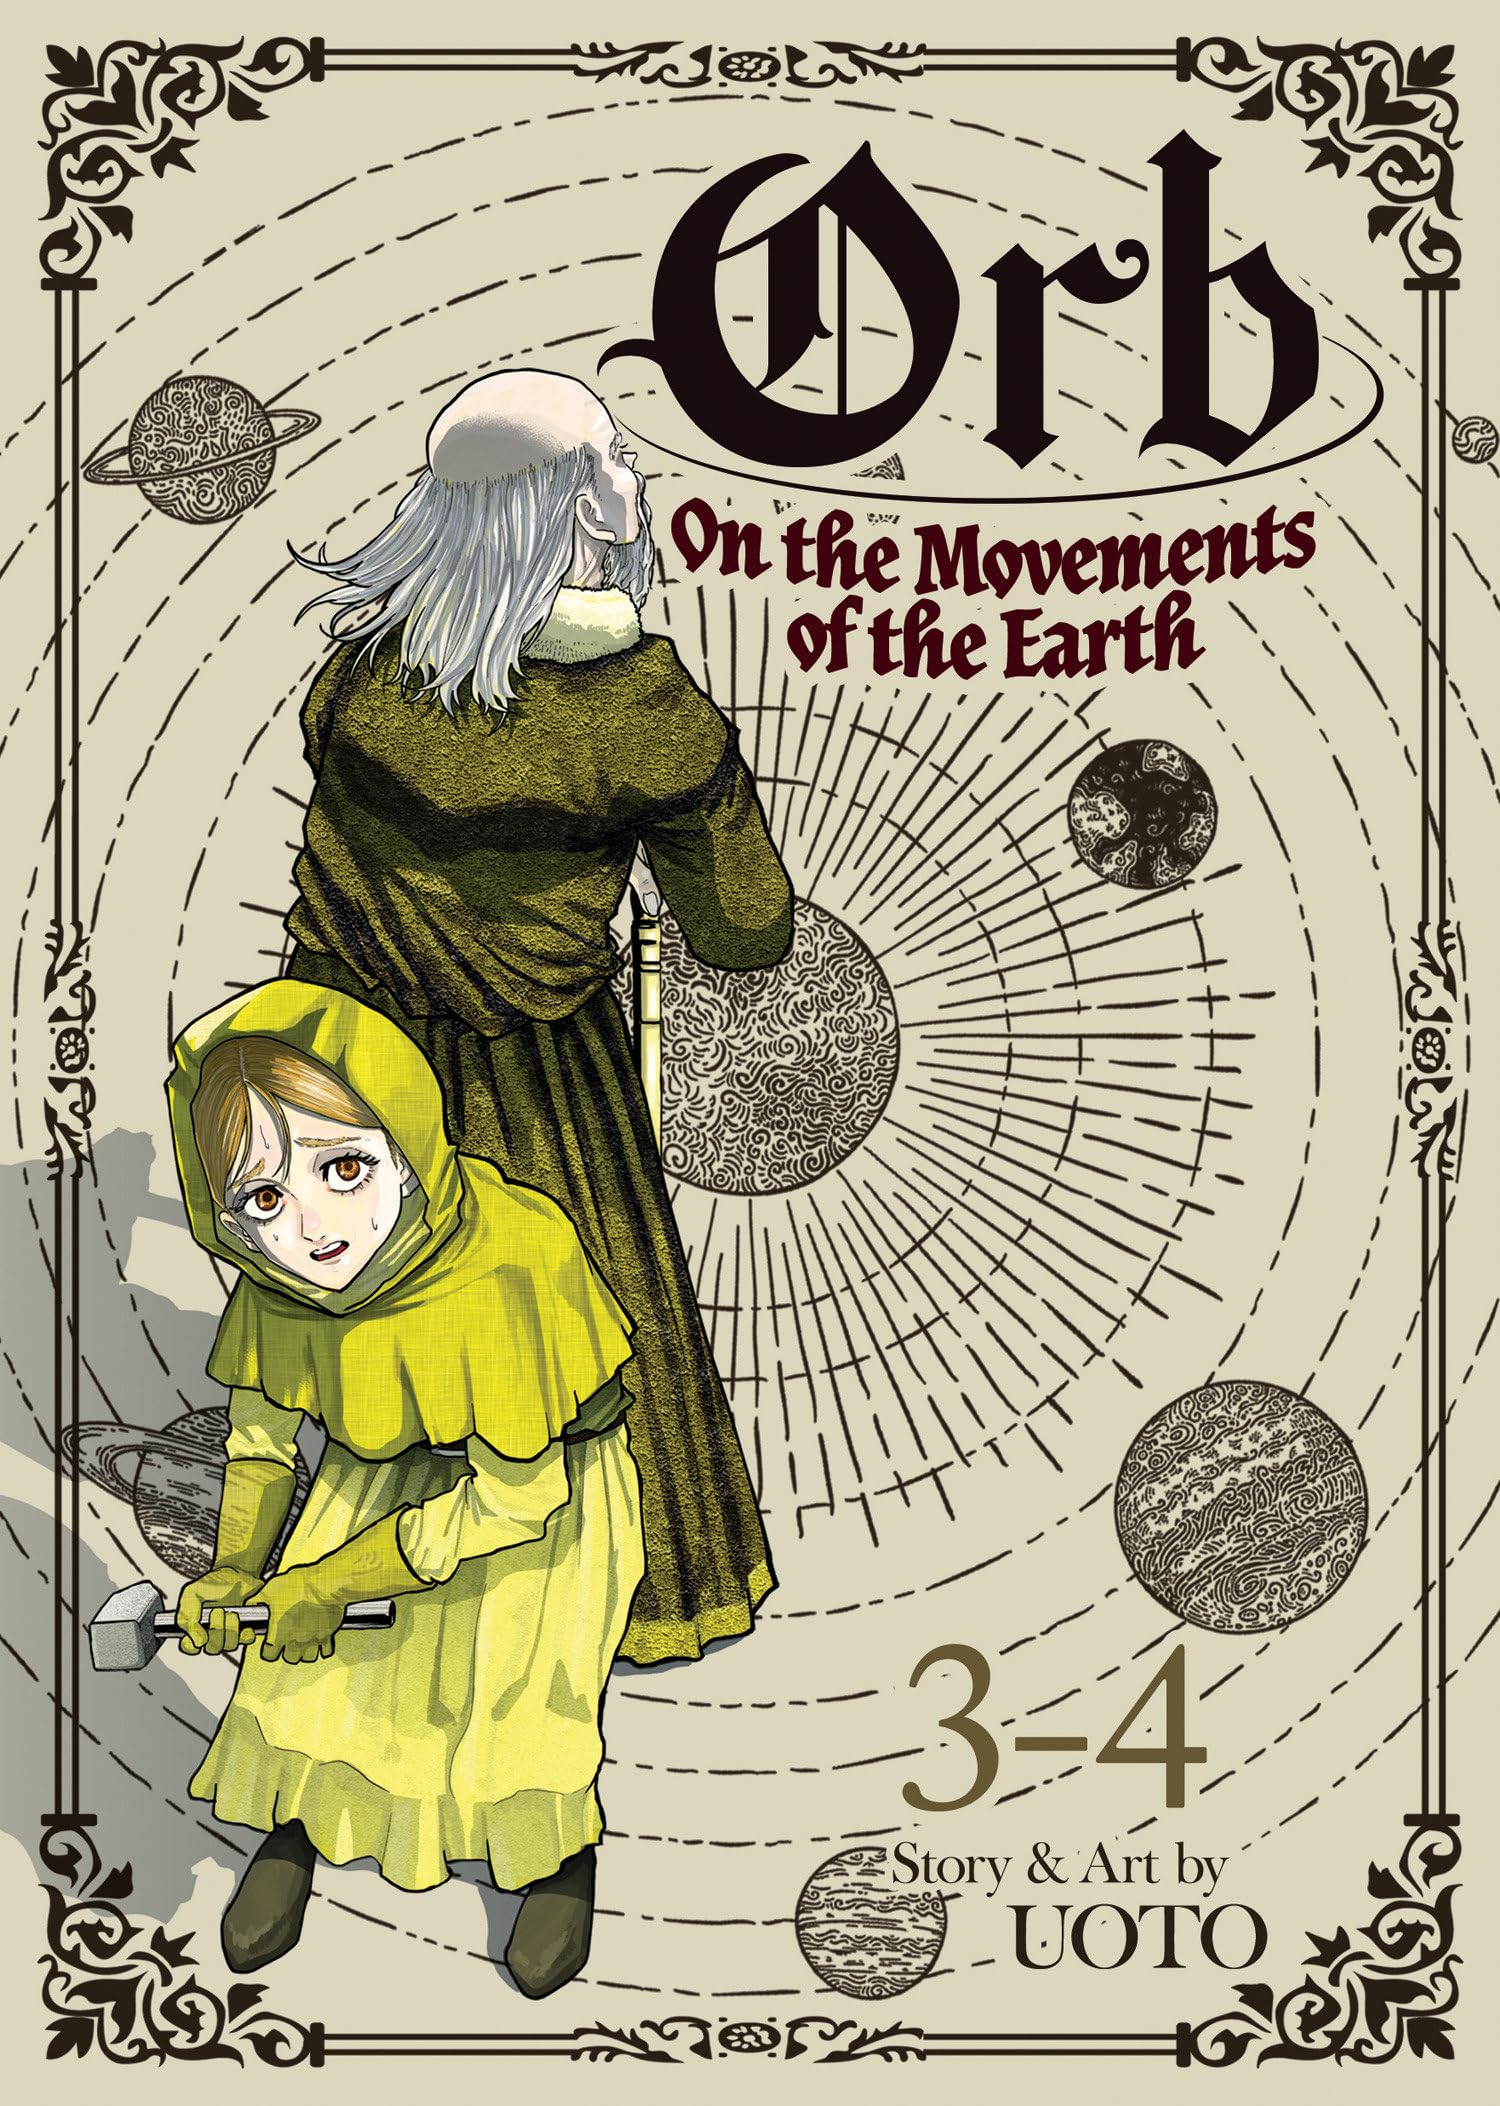 Orb
On the Movements
of the Earth
3–4
Story & Art by
UOTO